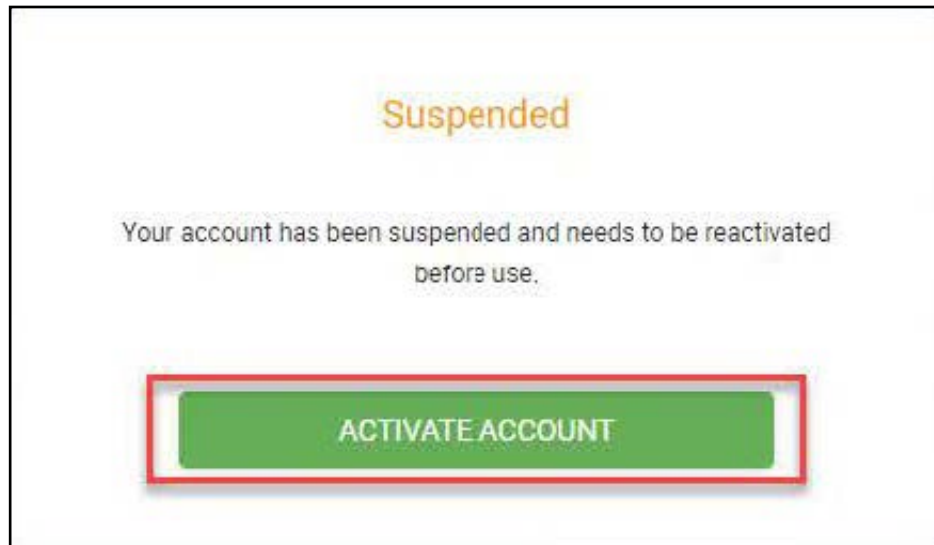 Suspended
Your account has been suspended and needs to be reactivated
before use.
ACTIVATE ACCOUNT